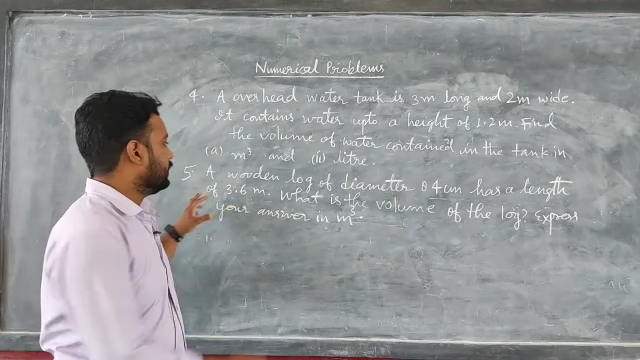 Numerical Problems
4. A overhead water tank is 3m long and 2m wide.
It contains water upto a height of 1.2m. Find
the volume of water contained in the tank in
(a) m³ and (ii) litre.
5. A wooden log of diameter 84cm has a length
of 3.6 m. What is the volume of the log? Express
your answer in m³.